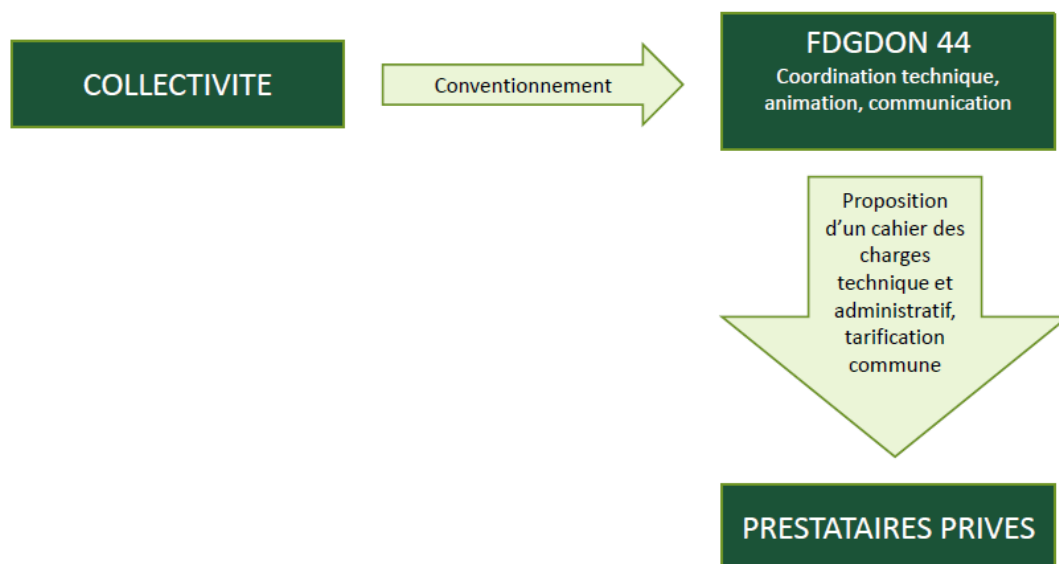 COLLECTIVITE
Conventionnement
FDGDON 44
Coordination technique,
animation, communication
Proposition
d’un cahier des
charges
technique et
administratif,
tarification
commune
PRESTATAIRES PRIVES